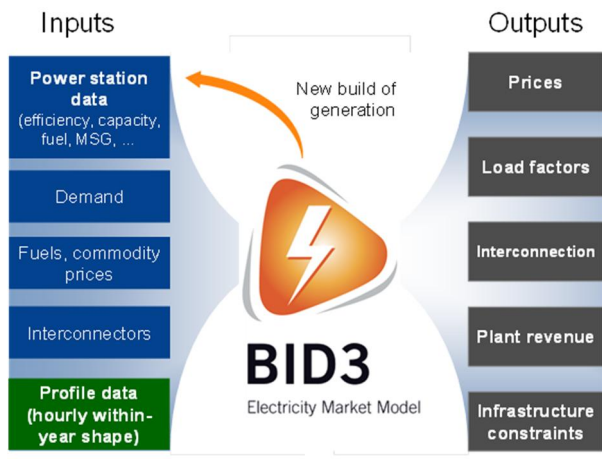 Inputs
Outputs
Power station
data
(efficiency, capacity,
fuel, MSG, ...
Demand
Fuels, commodity
prices
Interconnectors
Profile data
(hourly within-
year shape)
New build of
generation
BID3
Electricity Market Model
Prices
Load factors
Interconnection
Plant revenue
Infrastructure
constraints